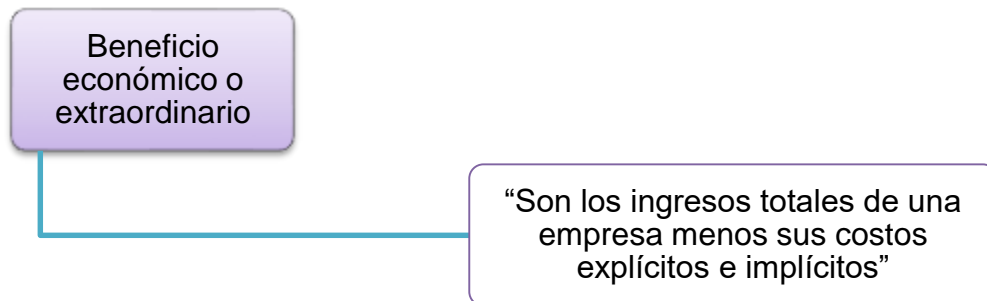 Beneficio
económico o
extraordinario
“Son los ingresos totales de una
empresa menos sus costos
explícitos e implícitos”